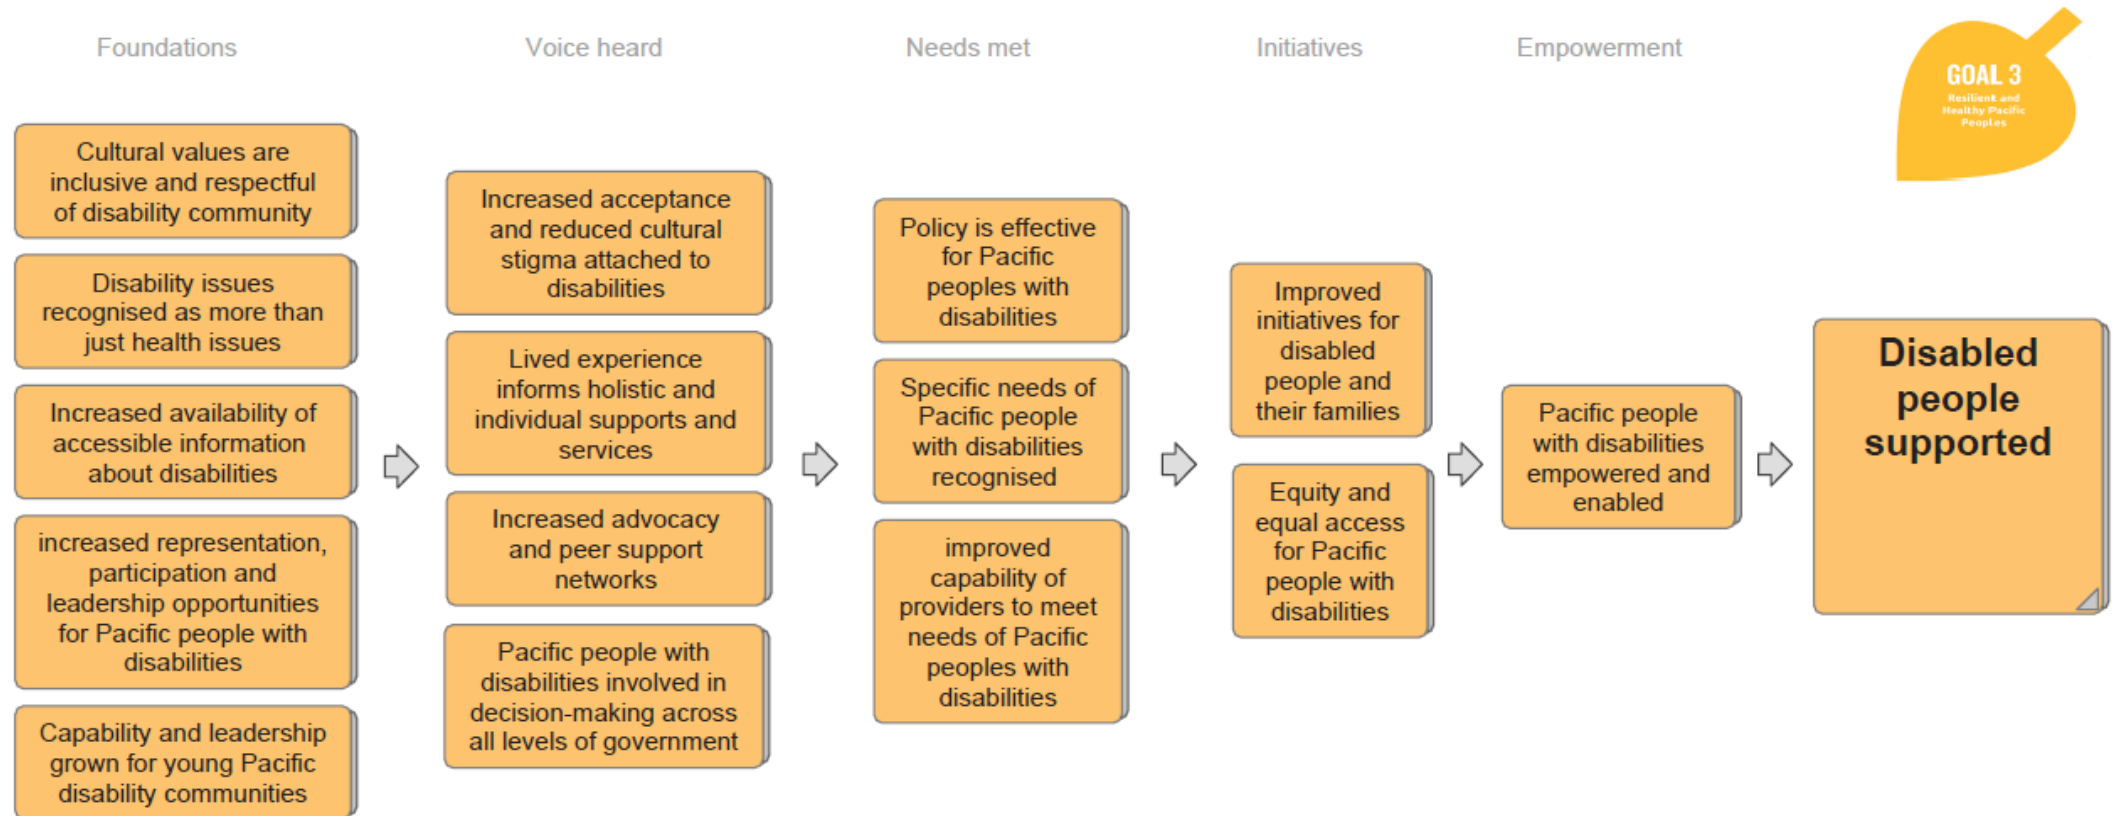 Foundations
Voice heard
Needs met
Initiatives
Empowerment
GOAL 3
Resilient and
Healthy Pacific
Peoples
Cultural values are
inclusive and respectful
of disability community
Disability issues
recognised as more than
just health issues
Increased availability of
accessible information
about disabilities
increased representation,
participation and
leadership opportunities
for Pacific people with
disabilities
Capability and leadership
grown for young Pacific
disability communities
Increased acceptance
and reduced cultural
stigma attached to
disabilities
Lived experience
informs holistic and
individual supports and
services
Increased advocacy
and peer support
networks
Pacific people with
disabilities involved in
decision-making across
all levels of government
Policy is effective
for Pacific
peoples with
disabilities
Specific needs of
Pacific people
with disabilities
recognised
improved
capability of
providers to meet
needs of Pacific
peoples with
disabilities
Improved
initiatives for
disabled
people and
their families
Equity and
equal access
for Pacific
people with
disabilities
Pacific people
with disabilities
empowered and
enabled
Disabled
people
supported